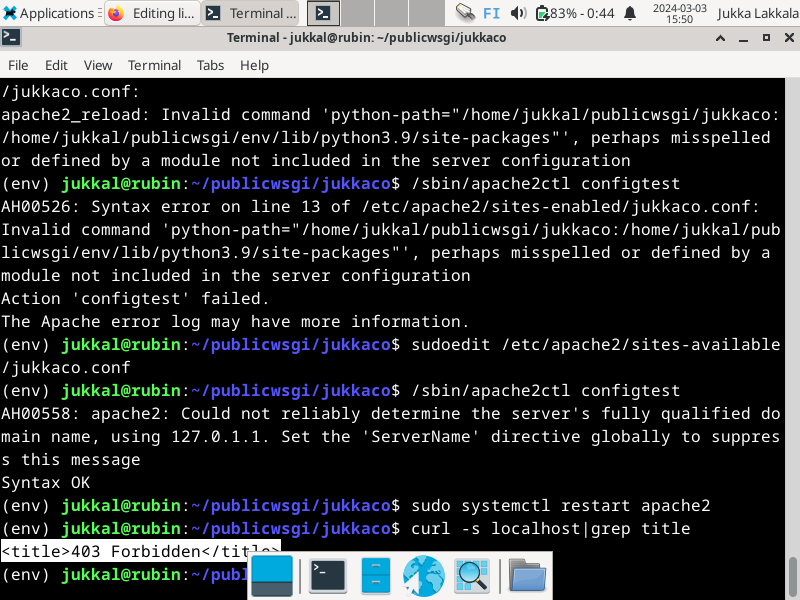 Applications
Editing li...
Terminal ...
FI
83% - 0:44
2024-03-03
15:50
Jukka Lakkala
Terminal - jukkal@rubin: ~/publicwsgi/jukkaco
File Edit View Terminal Tabs Help
/jukkaco.conf:
apache2_reload: Invalid command 'python-path="/home/jukkal/publicwsgi/jukkaco:
/home/jukkal/publicwsgi/env/lib/python3.9/site-packages"', perhaps misspelled
or defined by a module not included in the server configuration
(env) jukkal@rubin:~/publicwsgi/jukkaco$ /sbin/apache2ctl configtest
AH00526: Syntax error on line 13 of /etc/apache2/sites-enabled/jukkaco.conf:
Invalid command 'python-path="/home/jukkal/publicwsgi/jukkaco:/home/jukkal/pub
licwsgi/env/lib/python3.9/site-packages"', perhaps misspelled or defined by a
module not included in the server configuration
Action 'configtest' failed.
The Apache error log may have more information.
(env) jukkal@rubin:~/publicwsgi/jukkaco$ sudoedit /etc/apache2/sites-available
/jukkaco.conf
(env) jukkal@rubin:~/publicwsgi/jukkaco$ /sbin/apache2ctl configtest
AH00558: apache2: Could not reliably determine the server's fully qualified do
main name, using 127.0.1.1. Set the 'ServerName' directive globally to suppres
s this message
Syntax OK
(env) jukkal@rubin:~/publicwsgi/jukkaco$ sudo systemctl restart apache2
(env) jukkal@rubin:~/publicwsgi/jukkaco$ curl -s localhost|grep title
<title>403 Forbidden</title>
(env) jukkal@rubin:~/publ